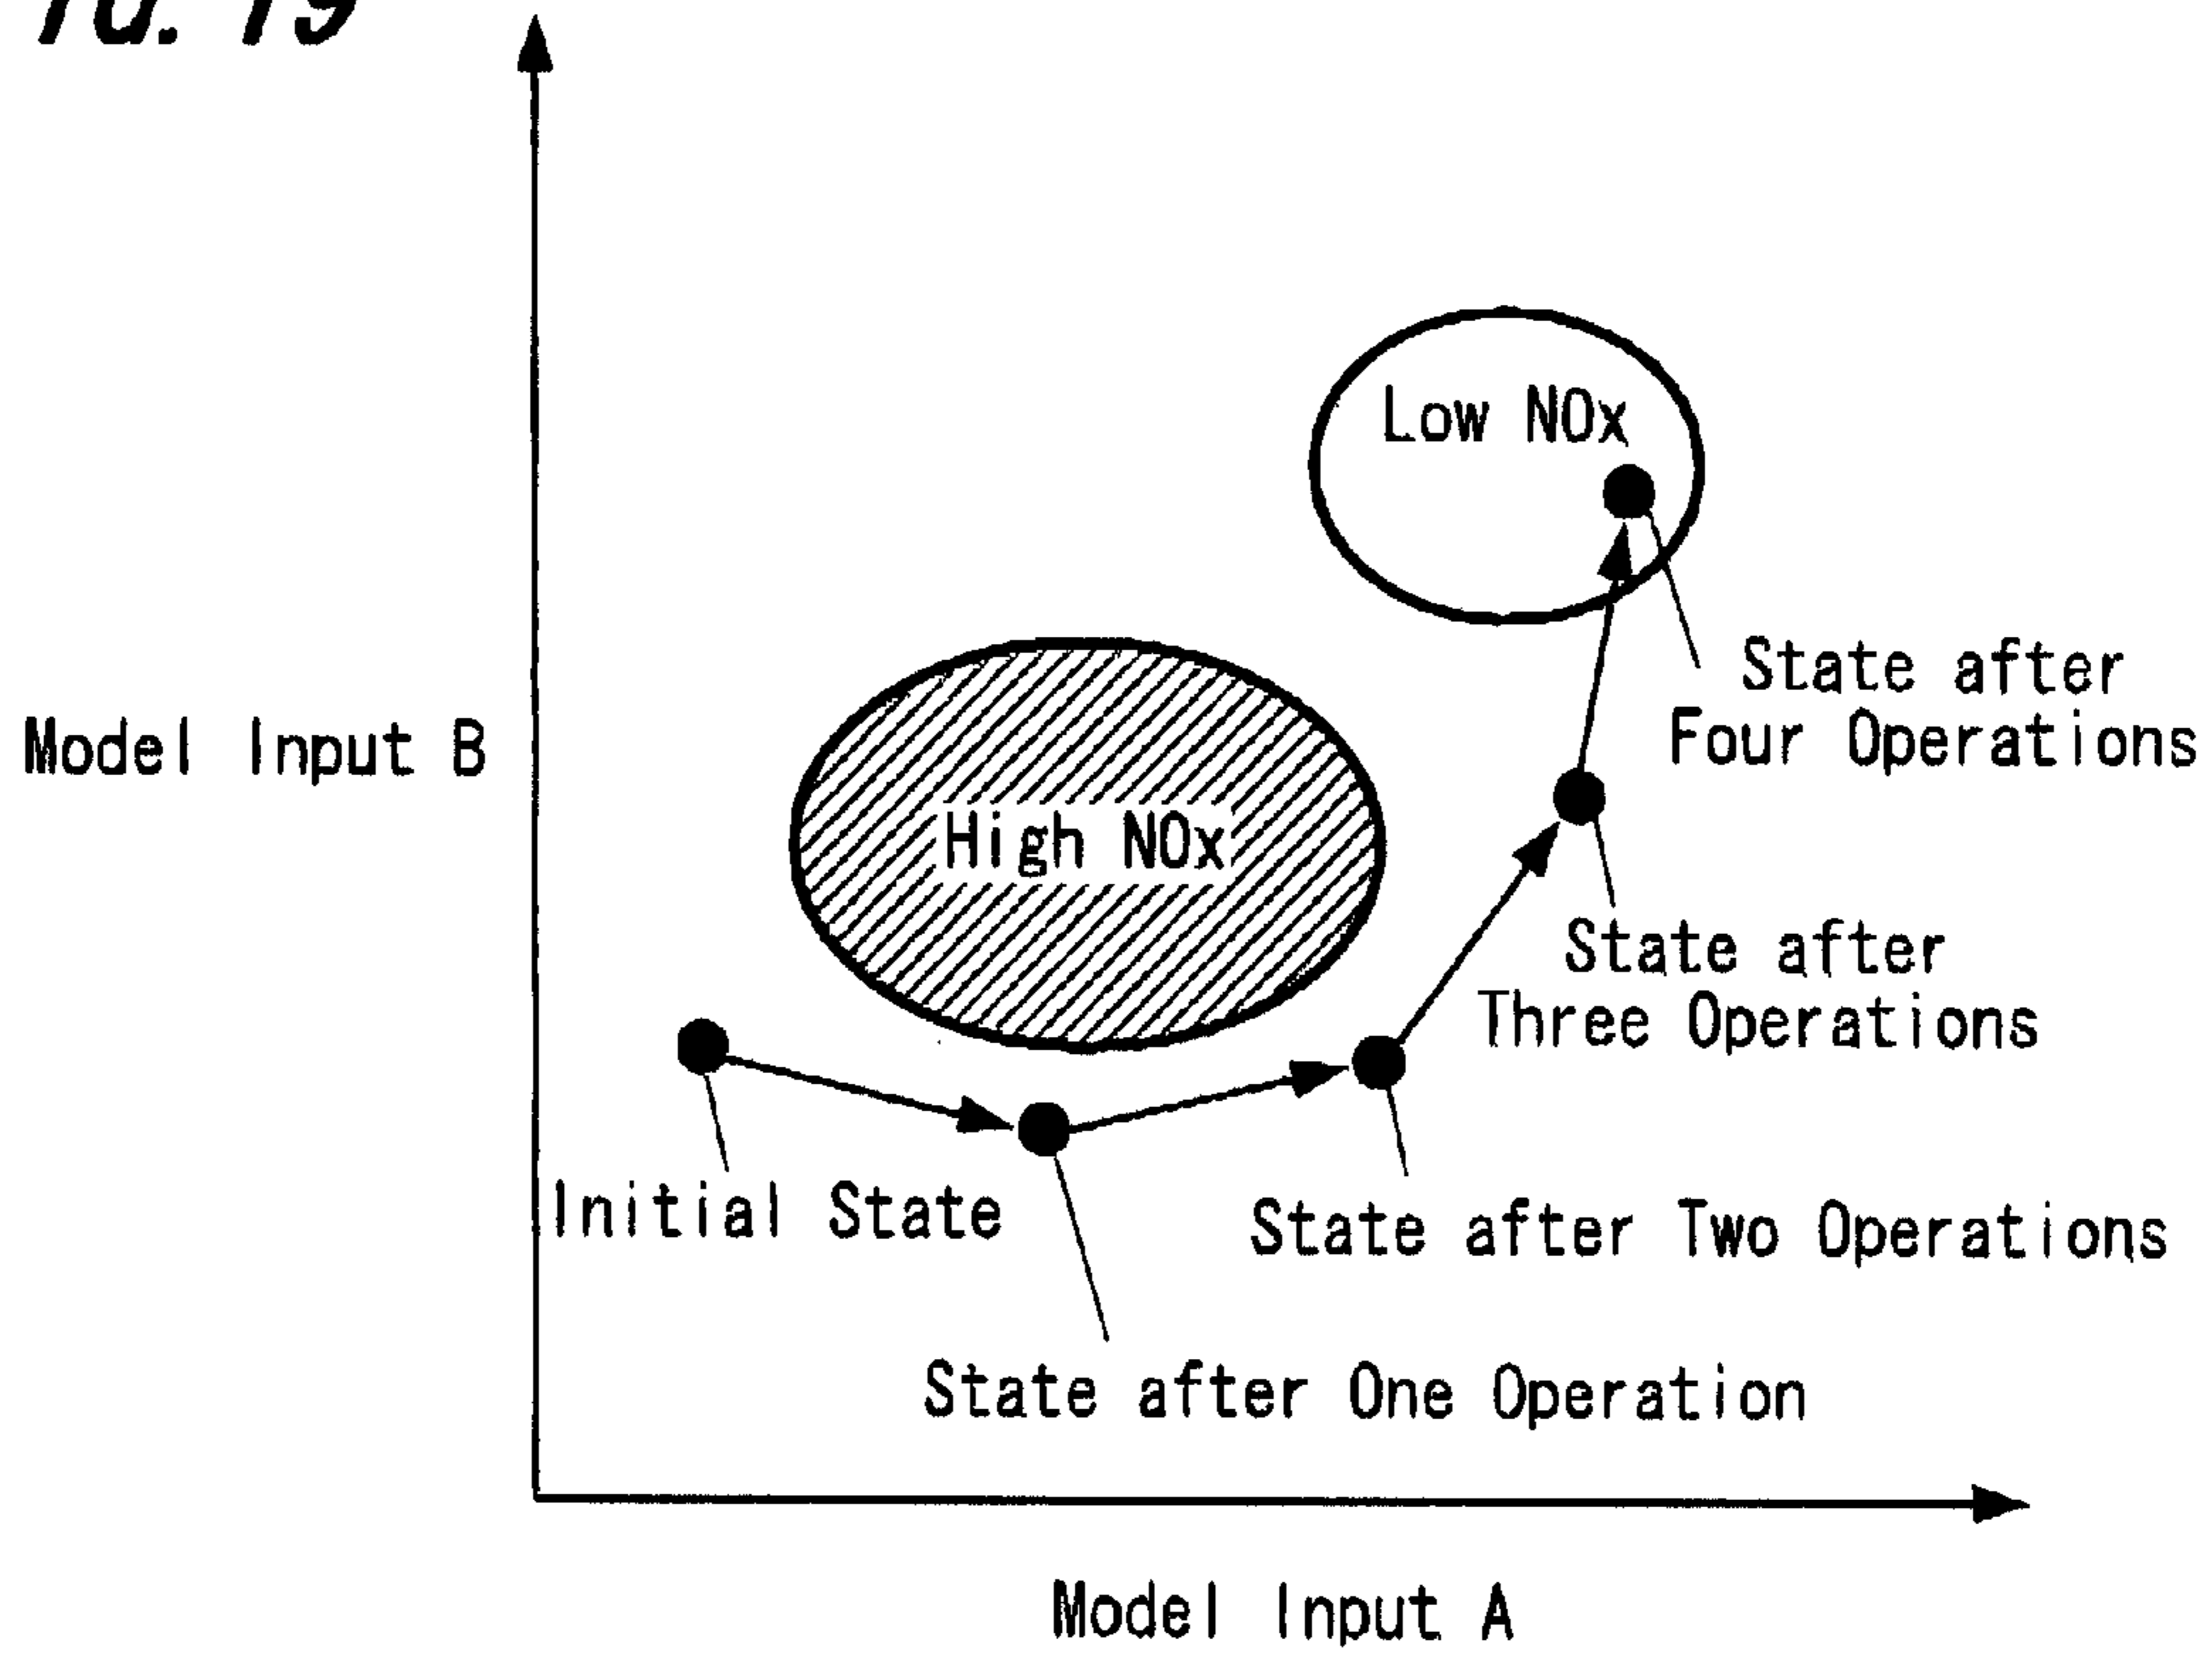 19
Low NOx
State after
Four Operations
Model Input B
High NOx
State after
Three Operations
Initial State
State after Two Operations
State after One Operation
Model Input A